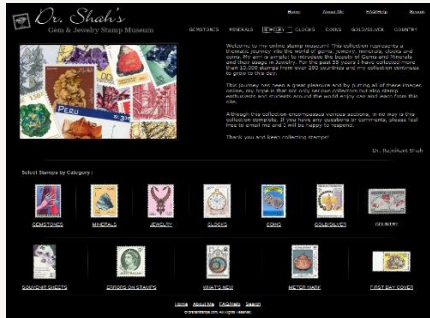 Home About Me FAQ/Help Search
Dr. Shah's
Gem & Jewelry Stamp Museum
GEMSTONES MINERALS JEWELRY CLOCKS COINS GOLD/SILVER COUNTRY
Welcome to my online stamp museum! This collection represents a
thematic journey into the world of gems, jewelry, minerals, clocks and
coins. My aim is simple; to introduce the beauty of Gems and Minerals
and their usage in Jewelry. For the past 55 years I have collected more
than 10,000 stamps from over 200 countries and my collection continues
to grow to this day.
This journey has been a great pleasure and by putting all of these images
online, my hope is that not only serious collectors but also stamp
enthusiasts and students around the world enjoy and learn from this
site.
Although this collection encompasses various sections, in no way is this
collection complete. If you have any questions or comments, please feel
free to email me and I will be happy to respond.
Thank you and keep collecting stamps!
Dr. Rajnikant Shah
PERU
Select Stamps by Category:
GEMSTONES MINERALS JEWELRY CLOCKS COINS GOLD/SILVER COUNTRY
SOUVENIR SHEETS ERRORS ON STAMPS WHAT'S NEW METER MARK FIRST DAY COVER
Home About Me FAQ/Help Search